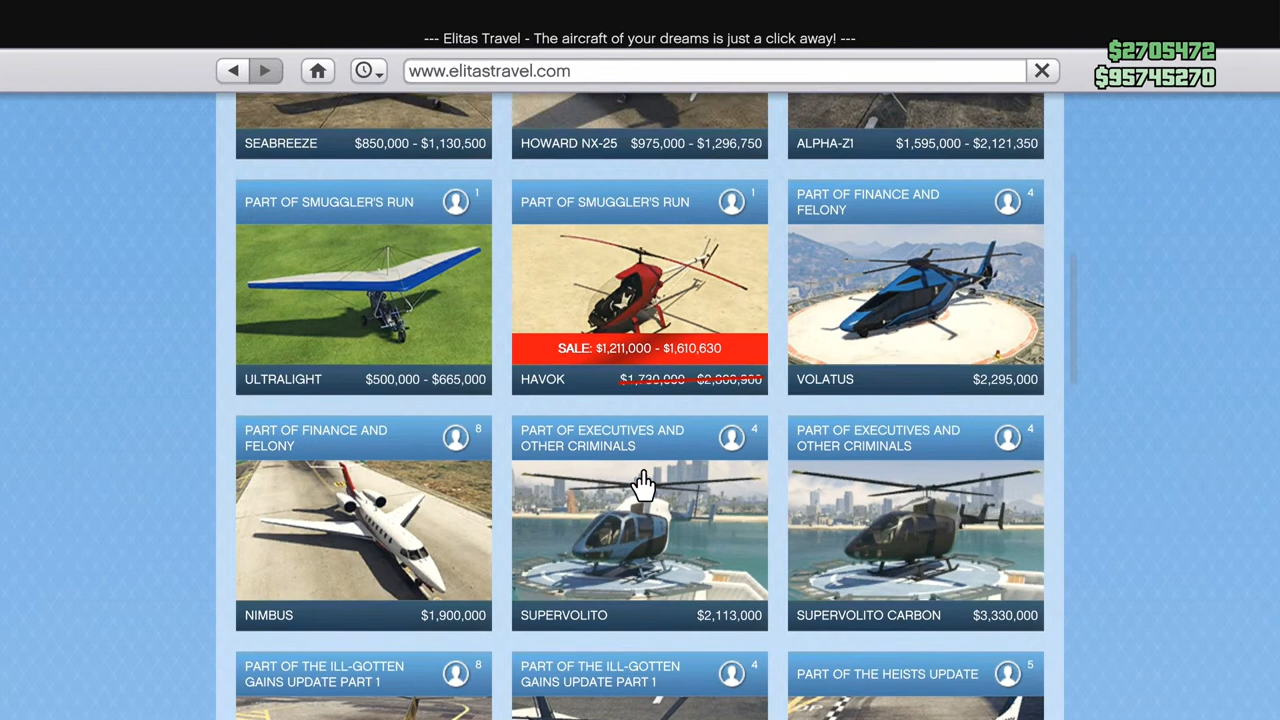 --- Elitas Travel - The aircraft of your dreams is just a click away! ---
$2705472
$95745270
www.elitastravel.com
SEABREEZE $850,000 - $1,130,500
HOWARD NX-25 $975,000 - $1,296,750
ALPHA-Z1 $1,595,000 - $2,121,350
PART OF SMUGGLER'S RUN 1
PART OF SMUGGLER'S RUN 1
PART OF FINANCE AND
FELONY
4
SALE: $1,211,000 - $1,610,630
ULTRALIGHT $500,000 - $665,000
HAVOK $1,730,000 - $2,300,900
VOLATUS $2,295,000
PART OF FINANCE AND
FELONY
8
PART OF EXECUTIVES AND
OTHER CRIMINALS
4
PART OF EXECUTIVES AND
OTHER CRIMINALS
4
NIMBUS $1,900,000
SUPERVOLITO $2,113,000
SUPERVOLITO CARBON $3,330,000
PART OF THE ILL-GOTTEN
GAINS UPDATE PART 1
8
PART OF THE ILL-GOTTEN
GAINS UPDATE PART 1
4
PART OF THE HEISTS UPDATE 5